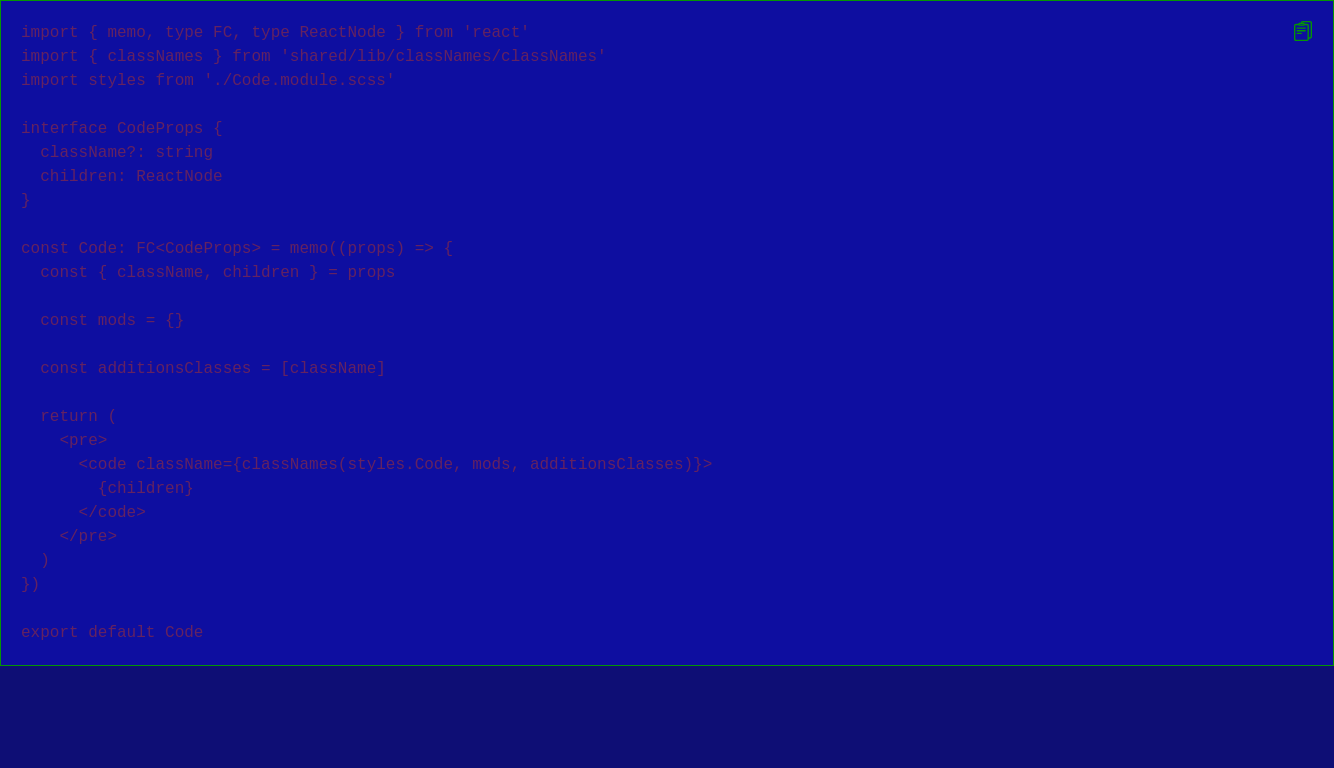 import { memo, type FC, type ReactNode } from 'react'
import { classNames } from 'shared/lib/classNames/classNames'
import styles from './Code.module.scss'

interface CodeProps {
  className?: string
  children: ReactNode
}

const Code: FC<CodeProps> = memo((props) => {
  const { className, children } = props

  const mods = {}

  const additionsClasses = [className]

  return (
    <pre>
      <code className={classNames(styles.Code, mods, additionsClasses)}>
        {children}
      </code>
    </pre>
  )
})

export default Code